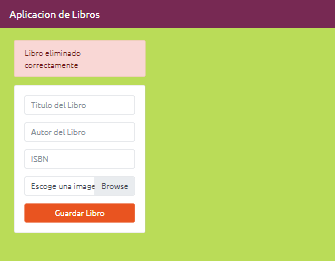 Aplicacion de Libros
Libro eliminado
correctamente
Titulo del Libro
Autor del Libro
ISBN
Escoge una image Browse
Guardar Libro